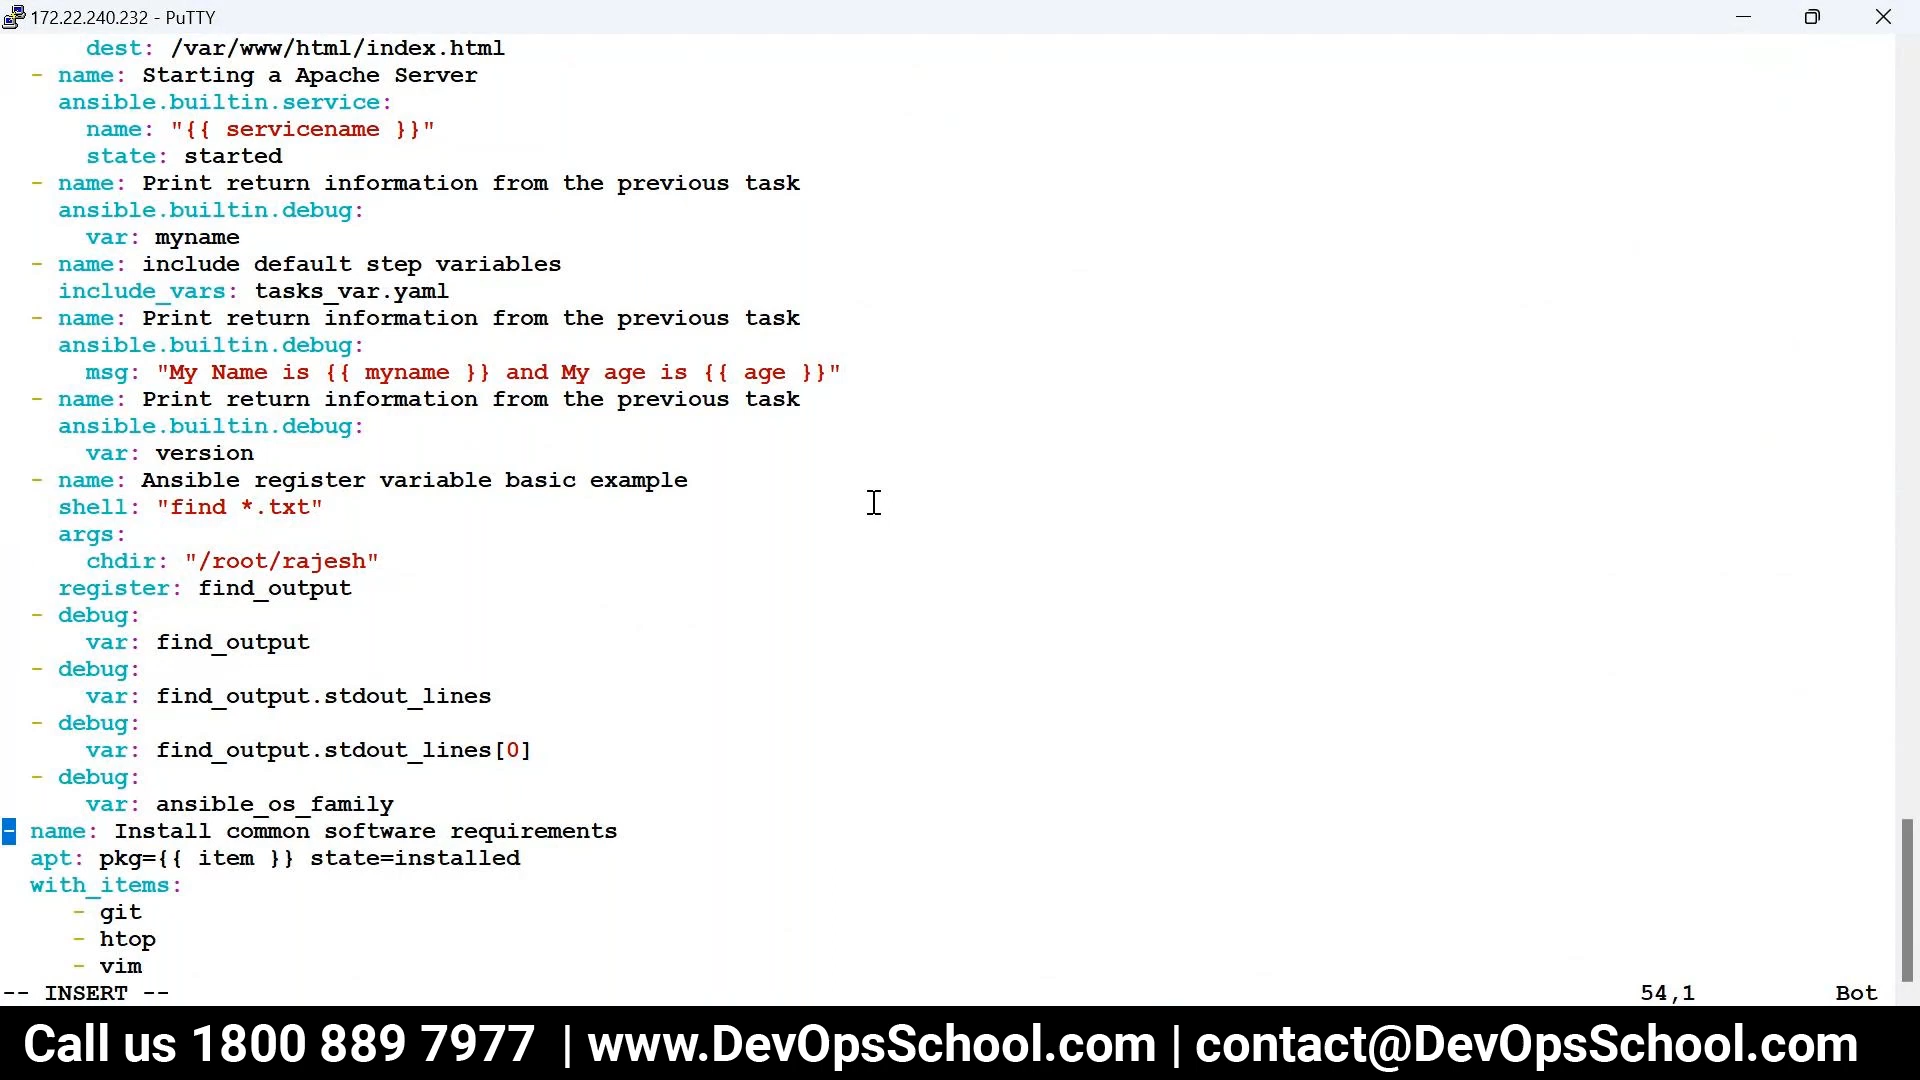 172.22.240.232 - PuTTY
      dest: /var/www/html/index.html
  - name: Starting a Apache Server
    ansible.builtin.service:
      name: "{{ servicename }}"
      state: started
  - name: Print return information from the previous task
    ansible.builtin.debug:
      var: myname
  - name: include default step variables
    include_vars: tasks_var.yaml
  - name: Print return information from the previous task
    ansible.builtin.debug:
      msg: "My Name is {{ myname }} and My age is {{ age }}"
  - name: Print return information from the previous task
    ansible.builtin.debug:
      var: version
  - name: Ansible register variable basic example
    shell: "find *.txt"
    args:
      chdir: "/root/rajesh"
    register: find_output
  - debug:
      var: find_output
  - debug:
      var: find_output.stdout_lines
  - debug:
      var: find_output.stdout_lines[0]
  - debug:
      var: ansible_os_family
- name: Install common software requirements
  apt: pkg={{ item }} state=installed
  with_items:
     - git
     - htop
     - vim
-- INSERT -- 54,1 Bot
Call us 1800 889 7977 | www.DevOpsSchool.com | contact@DevOpsSchool.com